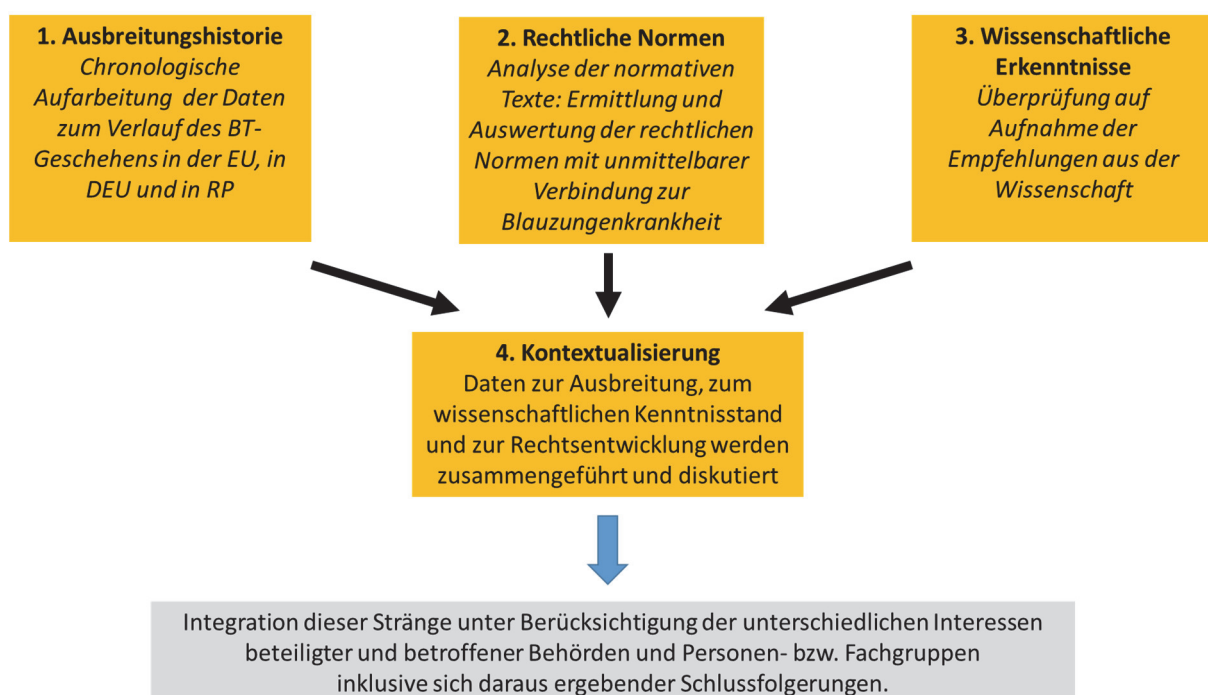 1. Ausbreitungshistorie
Chronologische
Aufarbeitung der Daten
zum Verlauf des BT-
Geschehens in der EU, in
DEU und in RP
2. Rechtliche Normen
Analyse der normativen
Texte: Ermittlung und
Auswertung der rechtlichen
Normen mit unmittelbarer
Verbindung zur
Blauzungenkrankheit
3. Wissenschaftliche
Erkenntnisse
Überprüfung auf
Aufnahme der
Empfehlungen aus der
Wissenschaft
4. Kontextualisierung
Daten zur Ausbreitung, zum
wissenschaftlichen Kenntnisstand
und zur Rechtsentwicklung werden
zusammengeführt und diskutiert
Integration dieser Stränge unter Berücksichtigung der unterschiedlichen Interessen
beteiligter und betroffener Behörden und Personen- bzw. Fachgruppen
inklusive sich daraus ergebender Schlussfolgerungen.